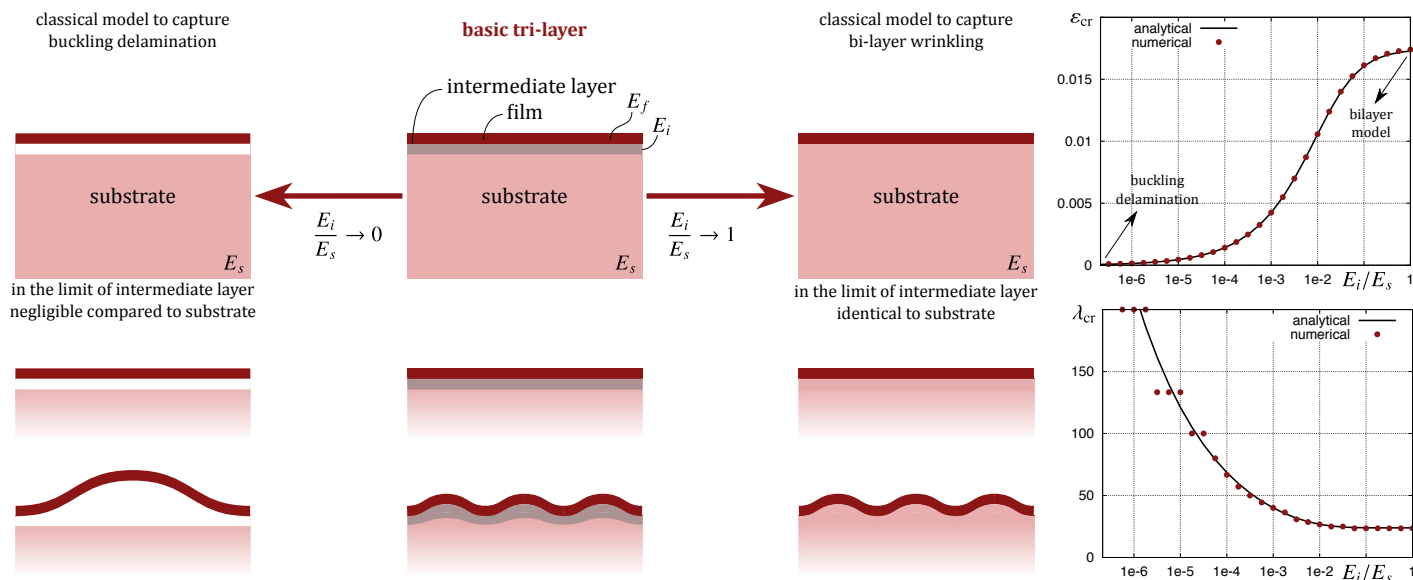 classical model to capture
buckling delamination
basic tri-layer
classical model to capture
bi-layer wrinkling
intermediate layer
film
E_f
E_i
substrate
substrate
substrate
E_i/E_s → 0
E_i/E_s → 1
E_s
E_s
in the limit of intermediate layer
negligible compared to substrate
in the limit of intermediate layer
identical to substrate
ε_cr
analytical
numerical
0.015
0.01
0.005
0
bilayer
model
buckling
delamination
1e-6 1e-5 1e-4 1e-3 1e-2 E_i/E_s 1
λ_cr
analytical
numerical
150
100
50
0
1e-6 1e-5 1e-4 1e-3 1e-2 E_i/E_s 1